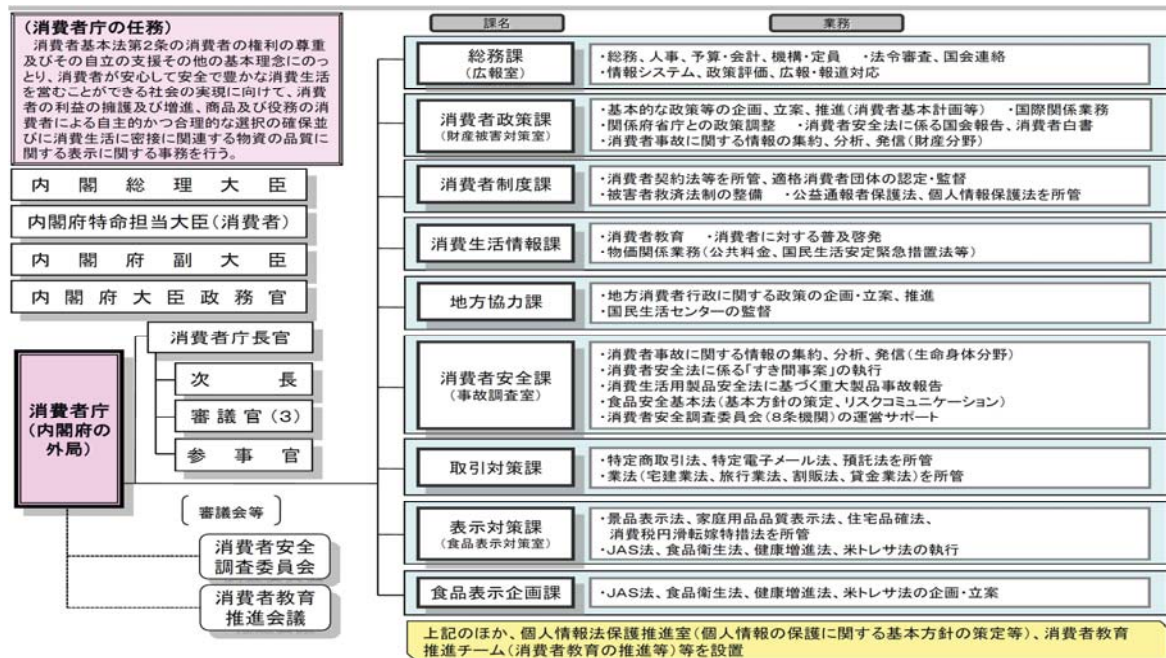 (消費者庁の任務)
消費者基本法第2条の消費者の権利の尊重
及びその自立の支援その他の基本理念にのっ
とり、消費者が安心して安全で豊かな消費生活
を営むことができる社会の実現に向けて、消費
者の利益の擁護及び増進、商品及び役務の消
費者による自主的かつ合理的な選択の確保並
びに消費生活に密接に関連する物資の品質に
関する表示に関する事務を行う。
内閣総理大臣
内閣府特命担当大臣(消費者)
内閣府副大臣
内閣府大臣政務官
消費者庁長官
次長
審議官(3)
参事官
消費者庁
(内閣府の
外局)
審議会等
消費者安全
調査委員会
消費者教育
推進会議
課名
業務
総務課
(広報室)
・総務、人事、予算・会計、機構・定員 ・法令審査、国会連絡
・情報システム、政策評価、広報・報道対応
消費者政策課
(財産被害対策室)
・基本的な政策等の企画、立案、推進(消費者基本計画等) ・国際関係業務
・関係府省庁との政策調整 ・消費者安全法に係る国会報告、消費者白書
・消費者事故に関する情報の集約、分析、発信(財産分野)
消費者制度課
・消費者契約法等を所管、適格消費者団体の認定・監督
・被害者救済法制の整備 ・公益通報者保護法、個人情報保護法を所管
消費生活情報課
・消費者教育 ・消費者に対する普及啓発
・物価関係業務(公共料金、国民生活安定緊急措置法等)
地方協力課
・地方消費者行政に関する政策の企画・立案、推進
・国民生活センターの監督
消費者安全課
(事故調査室)
・消費者事故に関する情報の集約、分析、発信(生命身体分野)
・消費者安全法に係る「すき間事案」の執行
・消費生活用製品安全法に基づく重大製品事故報告
・食品安全基本法(基本方針の策定、リスクコミュニケーション)
・消費者安全調査委員会(8条機関)の運営サポート
取引対策課
・特定商取引法、特定電子メール法、預託法を所管
・業法(宅建業法、旅行業法、割販法、貸金業法)を所管
表示対策課
(食品表示対策室)
・景品表示法、家庭用品品質表示法、住宅品確法、
消費税円滑転嫁特措法を所管
・JAS法、食品衛生法、健康増進法、米トレサ法の執行
食品表示企画課
・JAS法、食品衛生法、健康増進法、米トレサ法の企画・立案
上記のほか、個人情報法保護推進室(個人情報の保護に関する基本方針の策定等)、消費者教育
推進チーム(消費者教育の推進等)等を設置